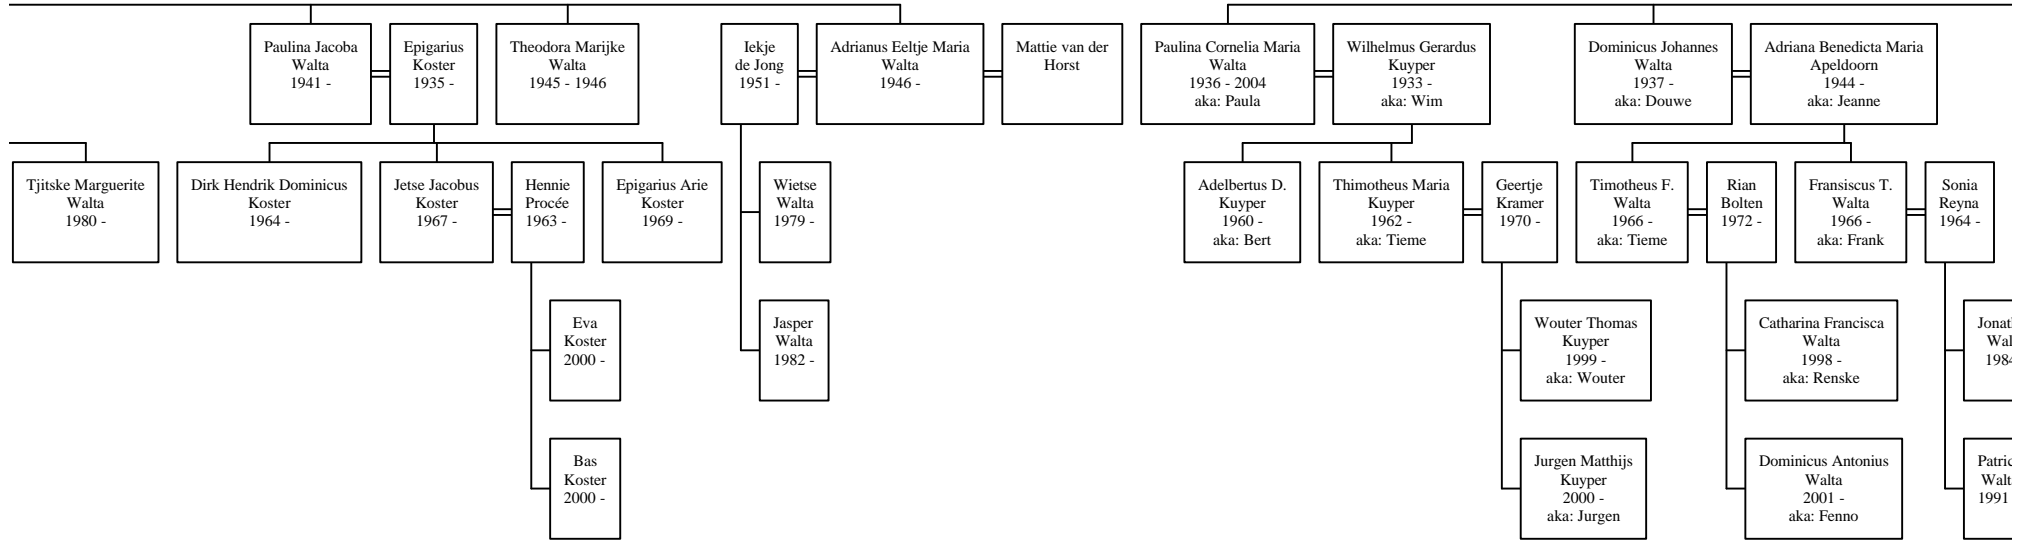 Paulina Jacoba
Walta
1941 -
Epigarius
Koster
1935 -
Theodora Marijke
Walta
1945 - 1946
Iekje
de Jong
1951 -
Adrianus Eeltje Maria
Walta
1946 -
Mattie van der
Horst
Paulina Cornelia Maria
Walta
1936 - 2004
aka: Paula
Wilhelmus Gerardus
Kuyper
1933 -
aka: Wim
Dominicus Johannes
Walta
1937 -
aka: Douwe
Adriana Benedicta Maria
Apeldoorn
1944 -
aka: Jeanne
Tjitske Marguerite
Walta
1980 -
Dirk Hendrik Dominicus
Koster
1964 -
Jetse Jacobus
Koster
1967 -
Hennie
Procée
1963 -
Epigarius Arie
Koster
1969 -
Wietse
Walta
1979 -
Adelbertus D.
Kuyper
1960 -
aka: Bert
Thimotheus Maria
Kuyper
1962 -
aka: Tieme
Geertje
Kramer
1970 -
Timotheus F.
Walta
1966 -
aka: Tieme
Rian
Bolten
1972 -
Fransiscus T.
Walta
1966 -
aka: Frank
Sonia
Reyna
1964 -
Eva
Koster
2000 -
Jasper
Walta
1982 -
Wouter Thomas
Kuyper
1999 -
aka: Wouter
Catharina Francisca
Walta
1998 -
aka: Renske
1984
Bas
Koster
2000 -
Jurgen Matthijs
Kuyper
2000 -
aka: Jurgen
Dominicus Antonius
Walta
2001 -
aka: Fenno
Patric
Walt
1991